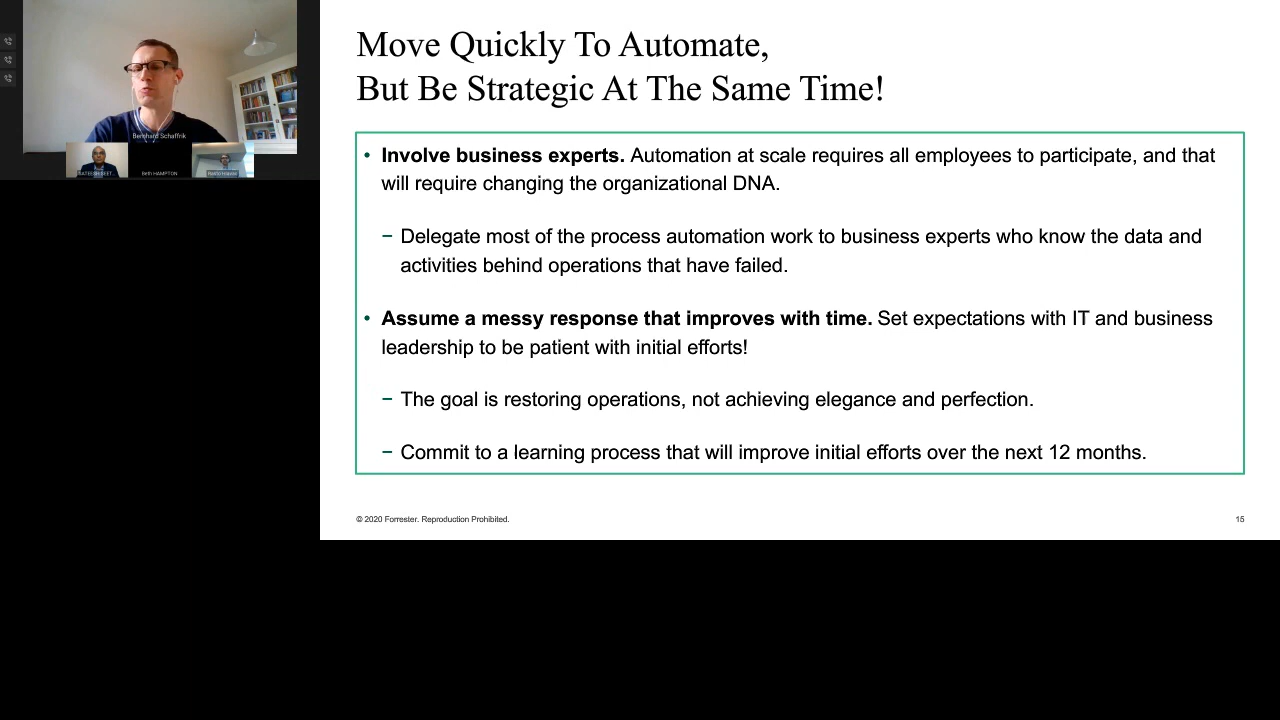 Bernhard Schaffrik
Beth HAMPTON
Move Quickly To Automate,
But Be Strategic At The Same Time!
• Involve business experts. Automation at scale requires all employees to participate, and that
will require changing the organizational DNA.
− Delegate most of the process automation work to business experts who know the data and
activities behind operations that have failed.
• Assume a messy response that improves with time. Set expectations with IT and business
leadership to be patient with initial efforts!
− The goal is restoring operations, not achieving elegance and perfection.
− Commit to a learning process that will improve initial efforts over the next 12 months.
© 2020 Forrester. Reproduction Prohibited.
15